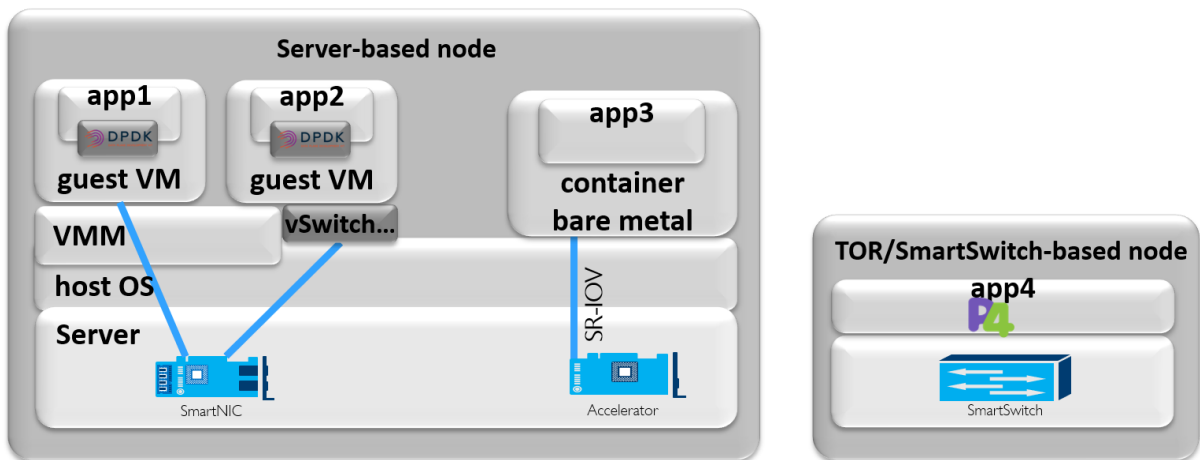 Server-based node
app1
DPDK
guest VM
app2
DPDK
guest VM
app3
container
bare metal
VMM
vSwitch...
host OS
SR-IOV
Server
SmartNIC
Accelerator
TOR/SmartSwitch-based node
app4
P4
SmartSwitch